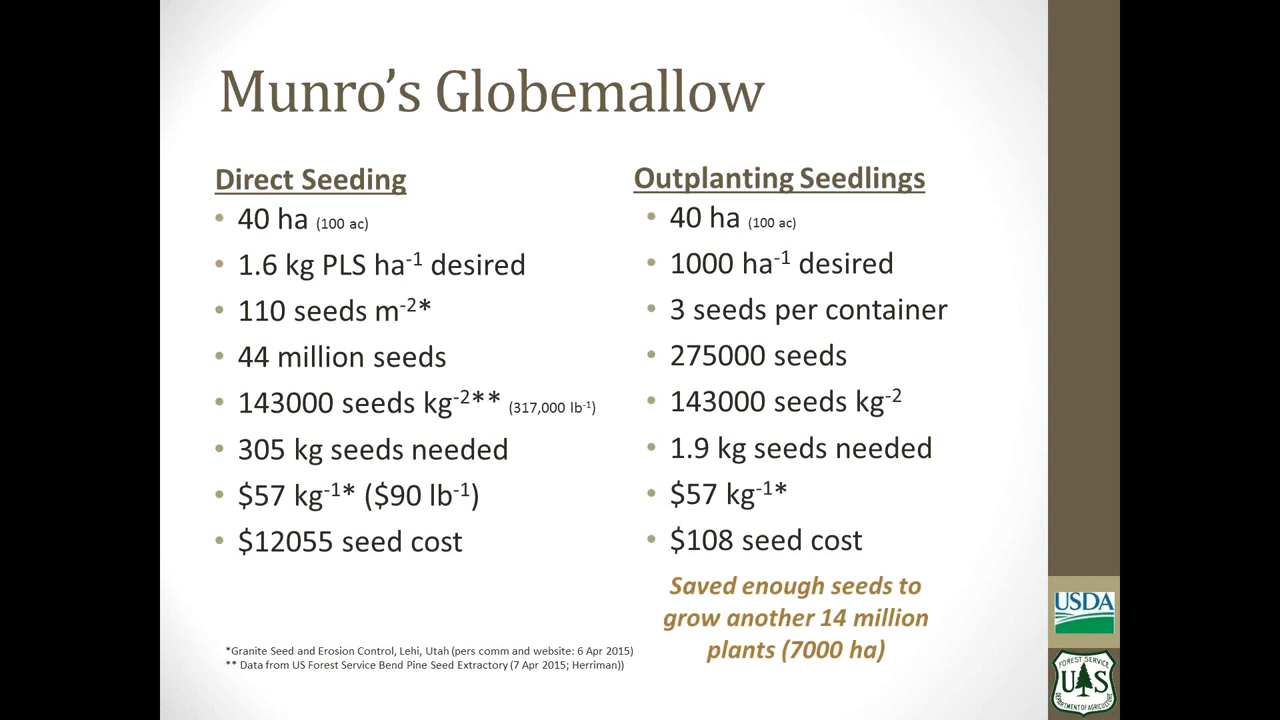 Munro's Globemallow
Direct Seeding
• 40 ha (100 ac)
• 1.6 kg PLS ha-1 desired
• 110 seeds m-2*
• 44 million seeds
• 143000 seeds kg-2** (317,000 lb-1)
• 305 kg seeds needed
• $57 kg-1* ($90 lb-1)
• $12055 seed cost
Outplanting Seedlings
• 40 ha (100 ac)
• 1000 ha-1 desired
• 3 seeds per container
• 275000 seeds
• 143000 seeds kg-2
• 1.9 kg seeds needed
• $57 kg-1*
• $108 seed cost
Saved enough seeds to
grow another 14 million
plants (7000 ha)
*Granite Seed and Erosion Control, Lehi, Utah (pers comm and website: 6 Apr 2015)
** Data from US Forest Service Bend Pine Seed Extractory (7 Apr 2015; Herriman))
USDA
FOREST SERVICE
U S
DEPARTMENT OF AGRICULTURE